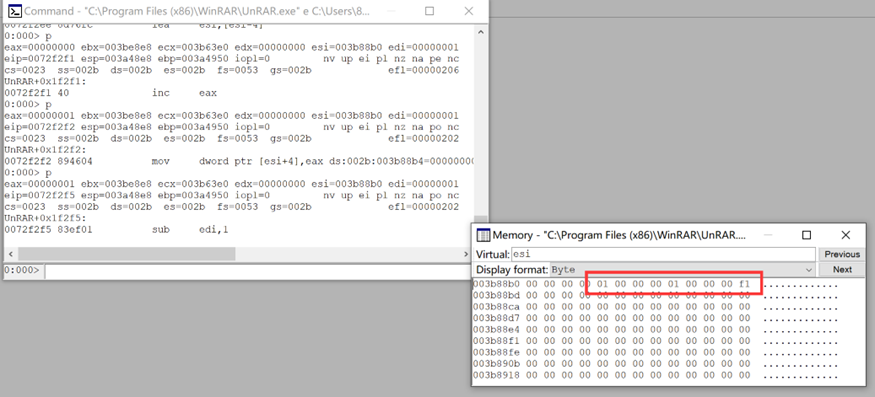 Command - "C:\Program Files (x86)\WinRAR\UnRAR.exe" e C:\Users\8...
0072f2ee 8d76fc lea esi,[esi-4]
0:000> p
eax=00000000 ebx=003be8e8 ecx=003b63e0 edx=00000000 esi=003b88b0 edi=00000001
eip=0072f2f1 esp=003a48e8 ebp=003a4950 iopl=0 nv up ei pl nz na pe nc
cs=0023 ss=002b ds=002b es=002b fs=0053 gs=002b efl=00000206
UnRAR+0x1f2f1:
0072f2f1 40 inc eax
0:000> p
eax=00000001 ebx=003be8e8 ecx=003b63e0 edx=00000000 esi=003b88b0 edi=00000001
eip=0072f2f2 esp=003a48e8 ebp=003a4950 iopl=0 nv up ei pl nz na po nc
cs=0023 ss=002b ds=002b es=002b fs=0053 gs=002b efl=00000202
UnRAR+0x1f2f2:
0072f2f2 894604 mov dword ptr [esi+4],eax ds:002b:003b88b4=00000000
0:000> p
eax=00000001 ebx=003be8e8 ecx=003b63e0 edx=00000000 esi=003b88b0 edi=00000001
eip=0072f2f5 esp=003a48e8 ebp=003a4950 iopl=0 nv up ei pl nz na po nc
cs=0023 ss=002b ds=002b es=002b fs=0053 gs=002b efl=00000202
UnRAR+0x1f2f5:
0072f2f5 83ef01 sub edi,1
0:000>
Memory - "C:\Program Files (x86)\WinRAR\UnRAR....
Virtual: esi Previous
Display format: Byte Next
003b88b0 00 00 00 00 01 00 00 00 01 00 00 00 f1 .............
003b88bd 00 00 00 00 00 00 00 00 00 00 00 00 00 .............
003b88ca 00 00 00 00 00 00 00 00 00 00 00 00 00 .............
003b88d7 00 00 00 00 00 00 00 00 00 00 00 00 00 .............
003b88e4 00 00 00 00 00 00 00 00 00 00 00 00 00 .............
003b88f1 00 00 00 00 00 00 00 00 00 00 00 00 00 .............
003b88fe 00 00 00 00 00 00 00 00 00 00 00 00 00 .............
003b890b 00 00 00 00 00 00 00 00 00 00 00 00 00 .............
003b8918 00 00 00 00 00 00 00 00 00 00 00 00 00 .............